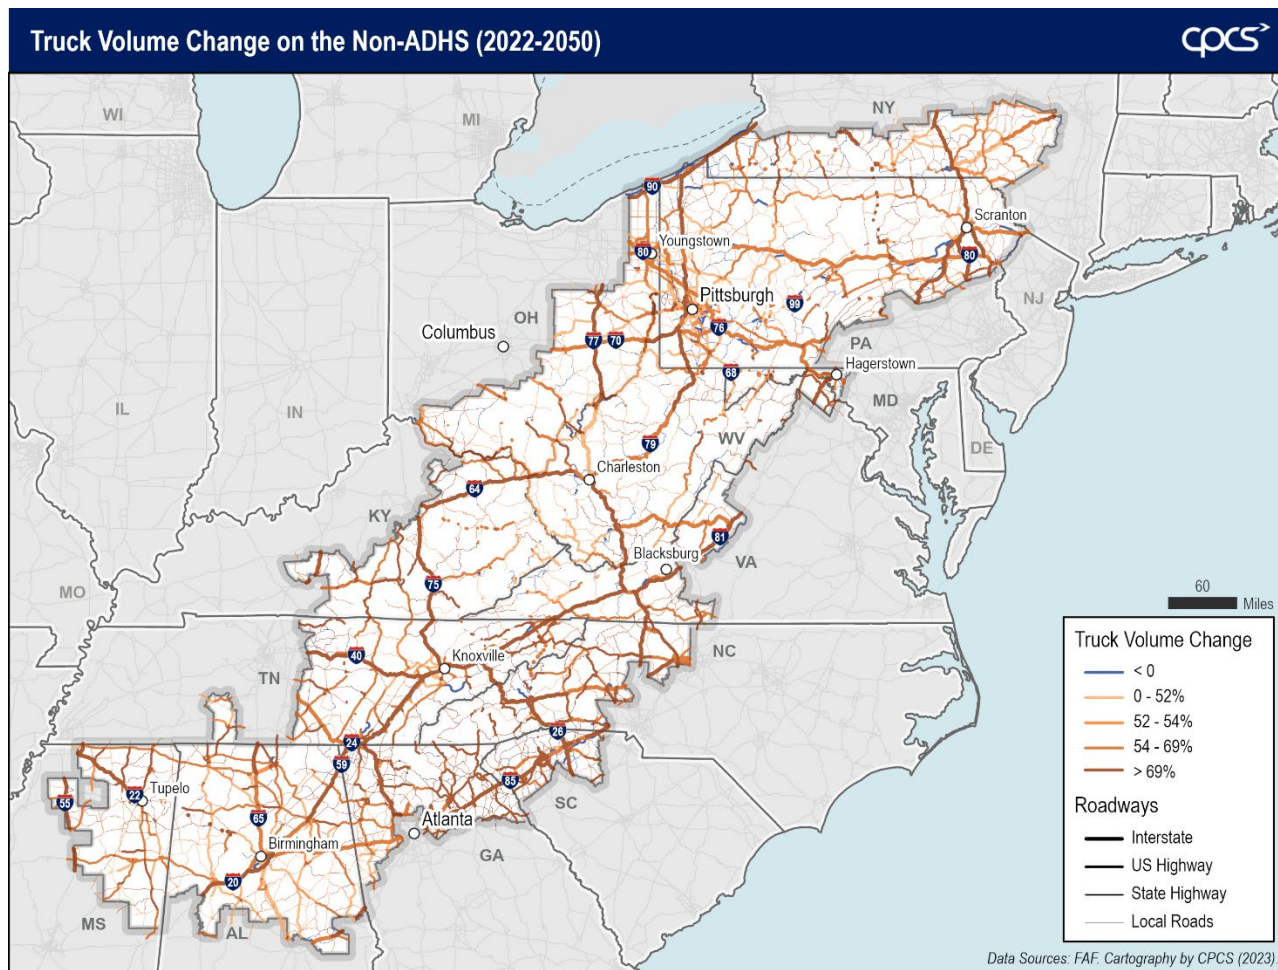 Truck Volume Change on the Non-ADHS (2022-2050)
cpcs
WI
MI
NY
90
Scranton
Youngstown
80
80
Pittsburgh
99
NJ
OH
76
Columbus
77
70
PA
Hagerstown
68
IL
IN
MD
WV
DE
79
Charleston
64
KY
81
Blacksburg
VA
MO
75
60
Miles
40
Knoxville
NC
TN
26
24
59
85
22
Tupelo
55
SC
65
Atlanta
Birmingham
GA
20
MS
AL
Truck Volume Change
< 0
0 - 52%
52 - 54%
54 - 69%
> 69%
Roadways
Interstate
US Highway
State Highway
Local Roads
Data Sources: FAF. Cartography by CPCS (2023).